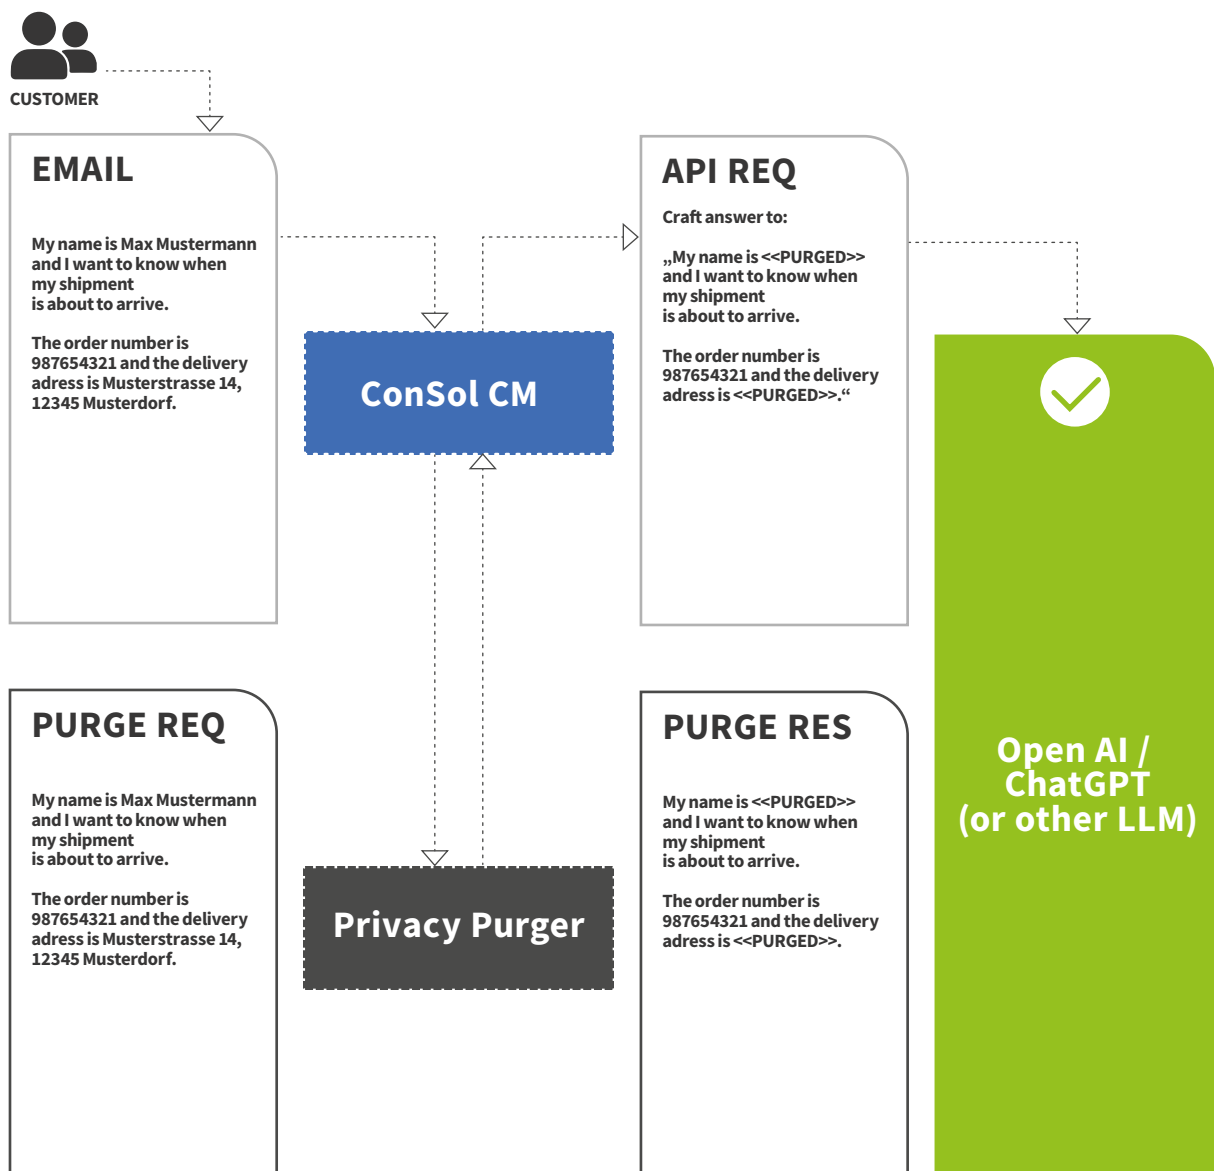 CUSTOMER
EMAIL
My name is Max Mustermann
and I want to know when
my shipment
is about to arrive.
The order number is
987654321 and the delivery
adress is Musterstrasse 14,
12345 Musterdorf.
ConSol CM
API REQ
Craft answer to:
„My name is <<PURGED>>
and I want to know when
my shipment
is about to arrive.
The order number is
987654321 and the delivery
adress is <<PURGED>>.“
PURGE REQ
My name is Max Mustermann
and I want to know when
my shipment
is about to arrive.
The order number is
987654321 and the delivery
adress is Musterstrasse 14,
12345 Musterdorf.
Privacy Purger
PURGE RES
My name is <<PURGED>>
and I want to know when
my shipment
is about to arrive.
The order number is
987654321 and the delivery
adress is <<PURGED>>.
Open AI /
ChatGPT
(or other LLM)